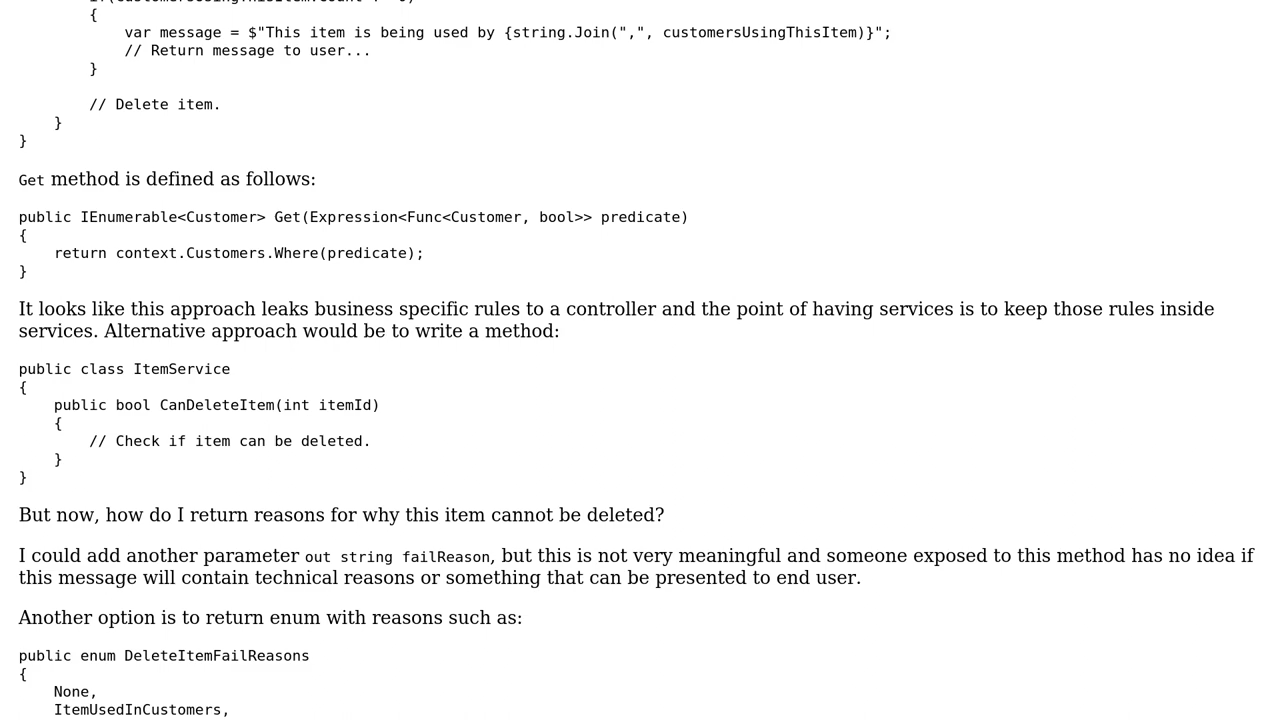 {
            var message = $"This item is being used by {string.Join(",", customersUsingThisItem)}";
            // Return message to user...
        }

        // Delete item.
    }
}
Get method is defined as follows:
public IEnumerable<Customer> Get(Expression<Func<Customer, bool>> predicate)
{
    return context.Customers.Where(predicate);
}
It looks like this approach leaks business specific rules to a controller and the point of having services is to keep those rules inside
services. Alternative approach would be to write a method:
public class ItemService
{
    public bool CanDeleteItem(int itemId)
    {
        // Check if item can be deleted.
    }
}
But now, how do I return reasons for why this item cannot be deleted?
I could add another parameter out string failReason, but this is not very meaningful and someone exposed to this method has no idea if
this message will contain technical reasons or something that can be presented to end user.
Another option is to return enum with reasons such as:
public enum DeleteItemFailReasons
{
    None,
    ItemUsedInCustomers,